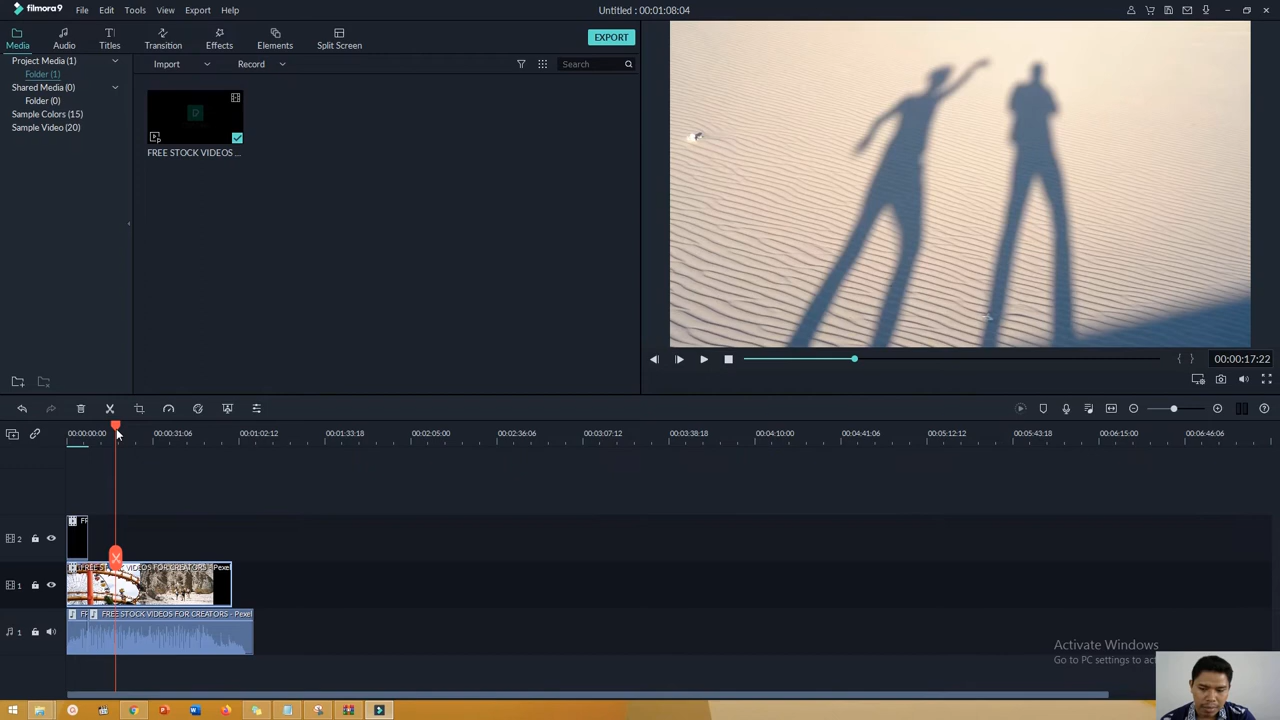 filmora9
File Edit Tools View Export Help
Untitled : 00:01:08:04
Media Audio Titles Transition Effects Elements Split Screen
EXPORT
Project Media (1)
Folder (1)
Shared Media (0)
Folder (0)
Sample Colors (15)
Sample Video (20)
Import Record Search
FREE STOCK VIDEOS ...
00:00:17:22
00:00:00:00 00:00:31:06 00:01:02:12 00:01:33:18 00:02:05:00 00:02:36:06 00:03:07:12 00:03:38:18 00:04:10:00 00:04:41:06 00:05:12:12 00:05:43:18 00:06:15:00 00:06:46:06
2
1 FREE STOCK VIDEOS FOR CREATORS - Pexel
1 FREE STOCK VIDEOS FOR CREATORS - Pexel
Activate Windows
Go to PC settings to